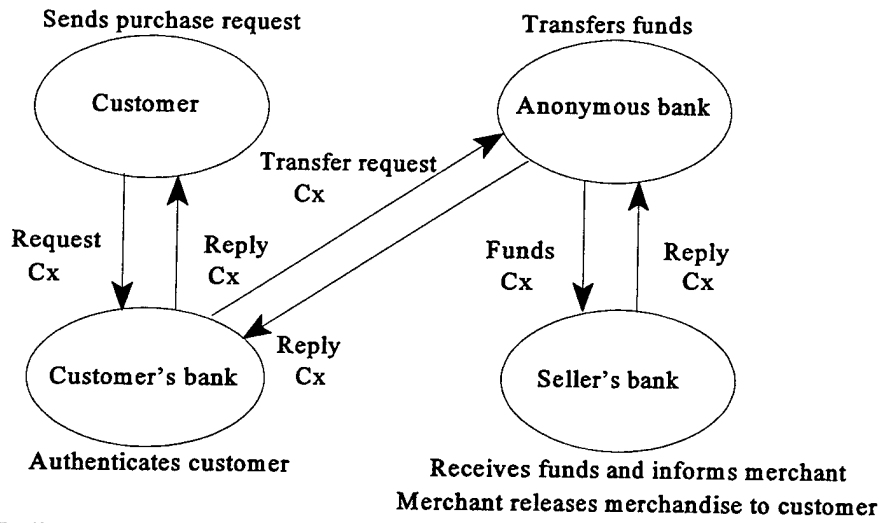 Sends purchase request
Transfers funds
Customer
Anonymous bank
Transfer request
Cx
Request
Cx
Reply
Cx
Funds
Cx
Reply
Cx
Reply
Cx
Customer's bank
Seller's bank
Authenticates customer
Receives funds and informs merchant
Merchant releases merchandise to customer